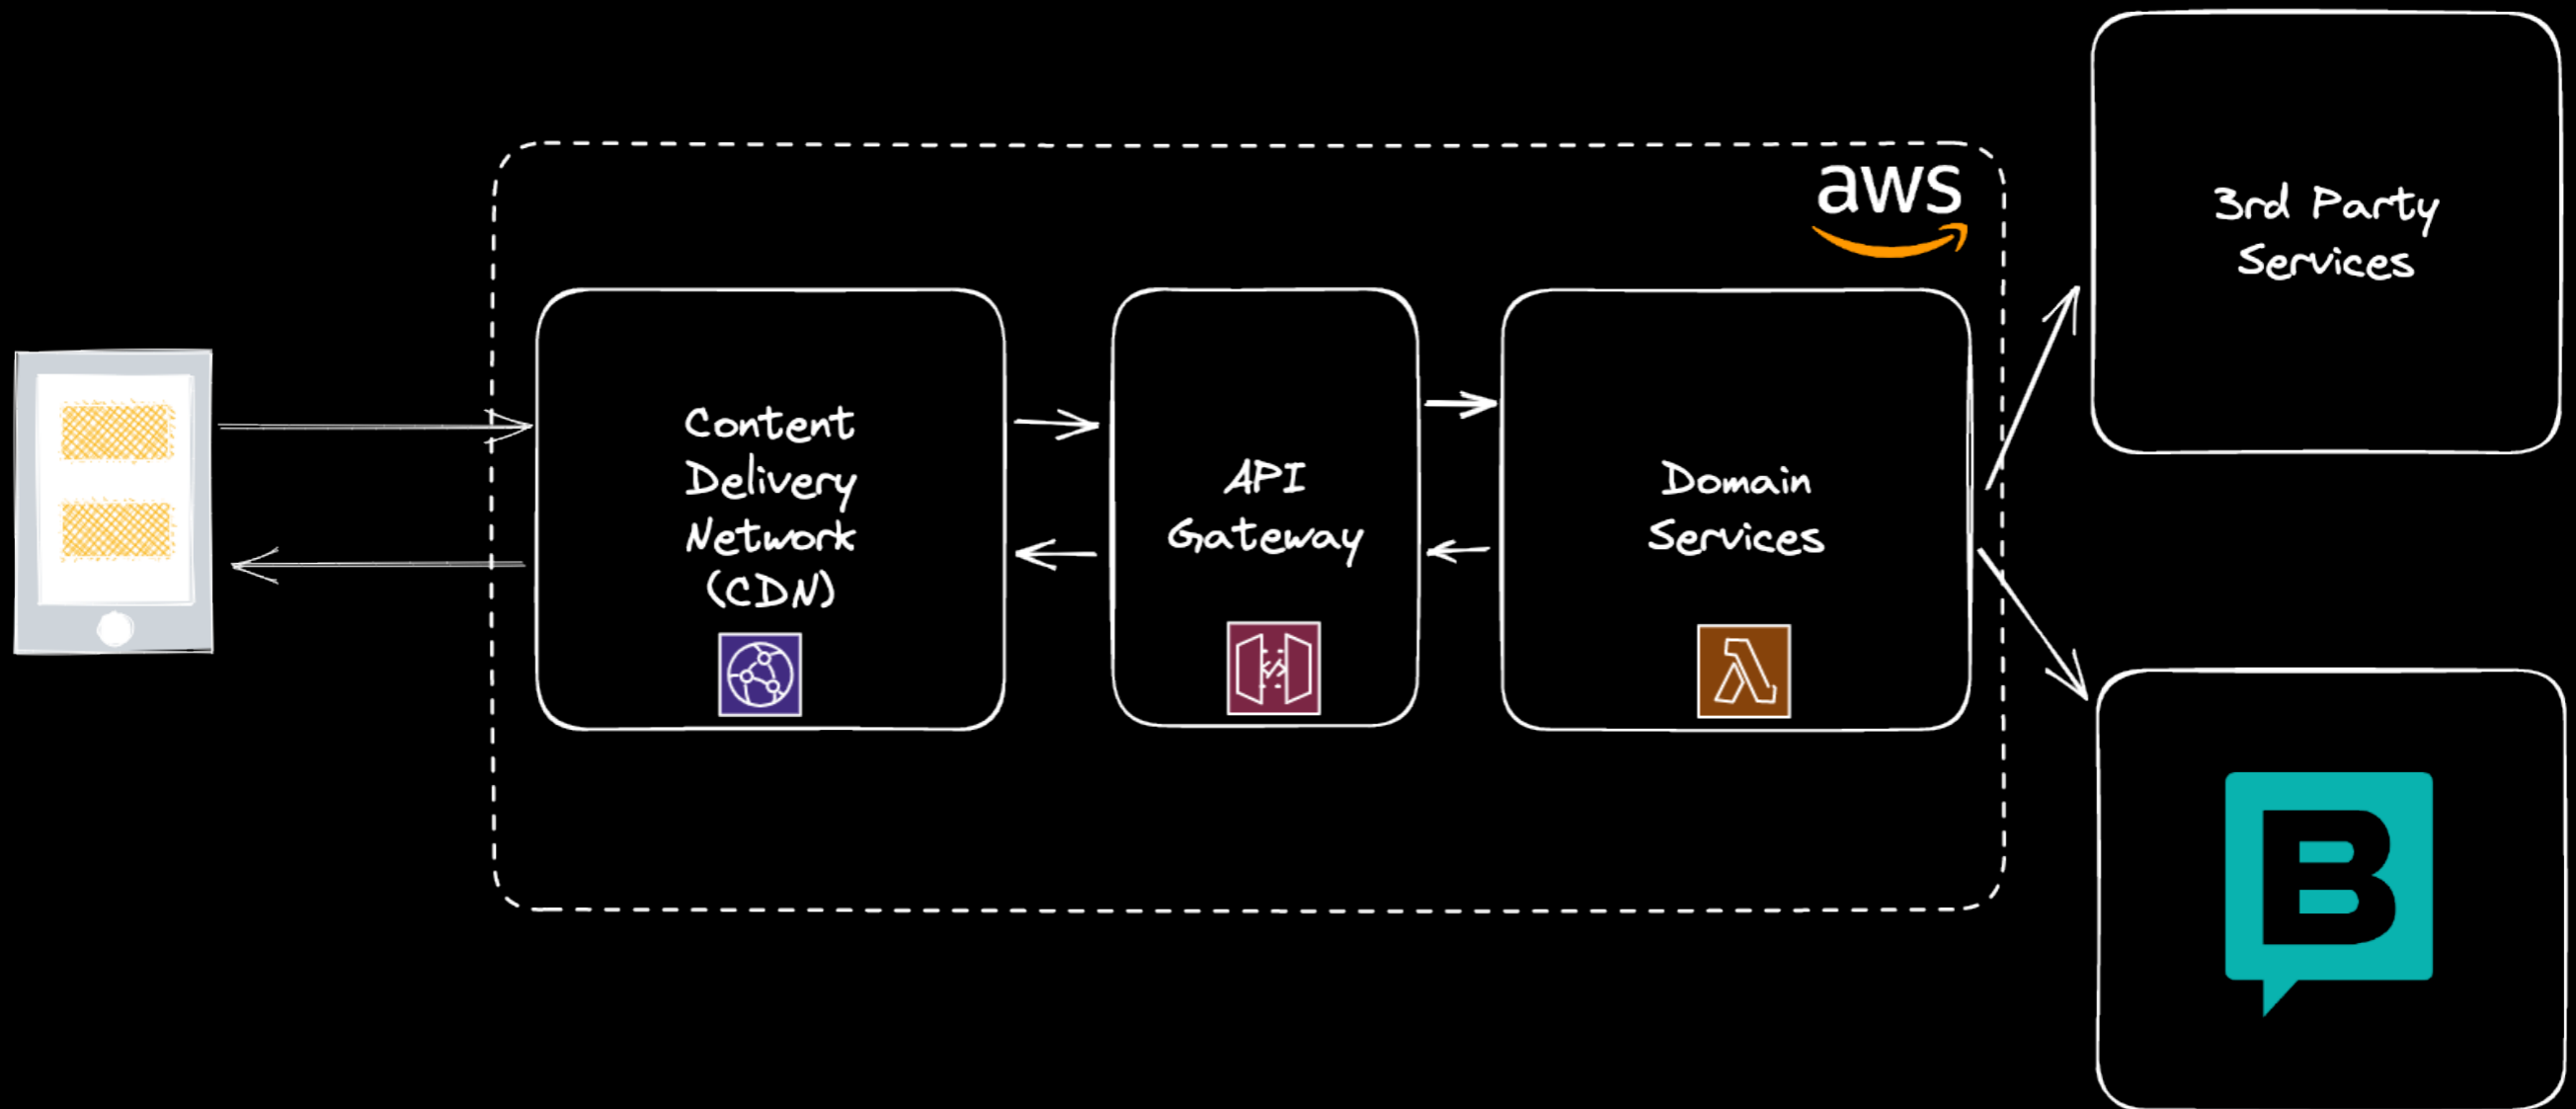 aws
3rd Party
Services
Content
Delivery
Network
(CDN)
API
Gateway
Domain
Services
B